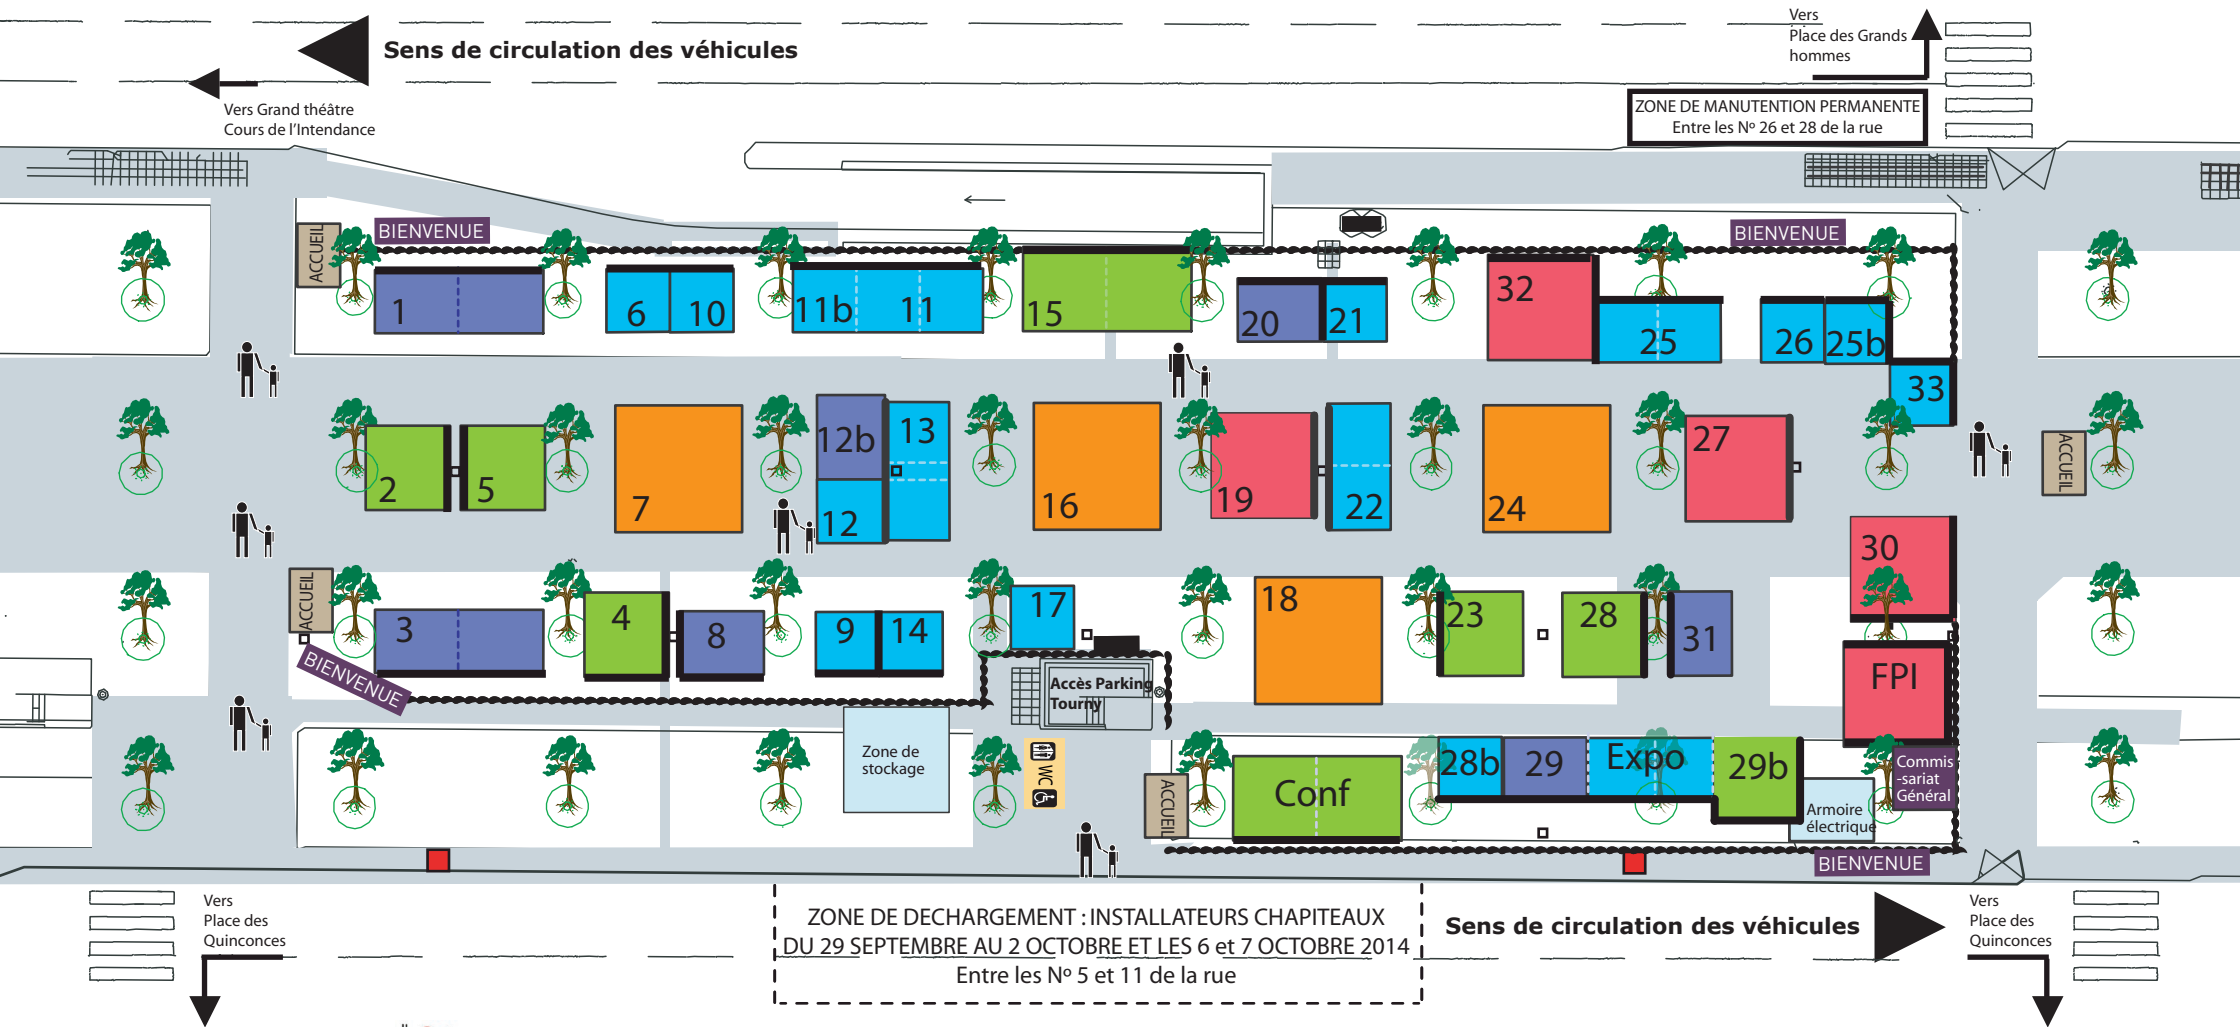 Sens de circulation des véhicules
Vers
Place des Grands
hommes
Vers Grand théâtre
Cours de l'Intendance
ZONE DE MANUTENTION PERMANENTE
Entre les Nº 26 et 28 de la rue
ACCUEIL
BIENVENUE
BIENVENUE
1
6
10
11b
11
15
20
21
32
25
26
25b
33
2
5
7
12b
13
12
16
19
22
24
27
ACCUEIL
30
ACCUEIL
3
4
8
9
14
17
18
23
28
31
FPI
BIENVENUE
Accès Parking
Tourny
Zone de
stockage
WC
ACCUEIL
Conf
28b
29
Expo
29b
Commis
-sariat
Général
Armoire
électrique
BIENVENUE
Vers
Place des
Quinconces
ZONE DE DECHARGEMENT : INSTALLATEURS CHAPITEAUX
DU 29 SEPTEMBRE AU 2 OCTOBRE ET LES 6 et 7 OCTOBRE 2014
Entre les Nº 5 et 11 de la rue
Sens de circulation des véhicules
Vers
Place des
Quinconces